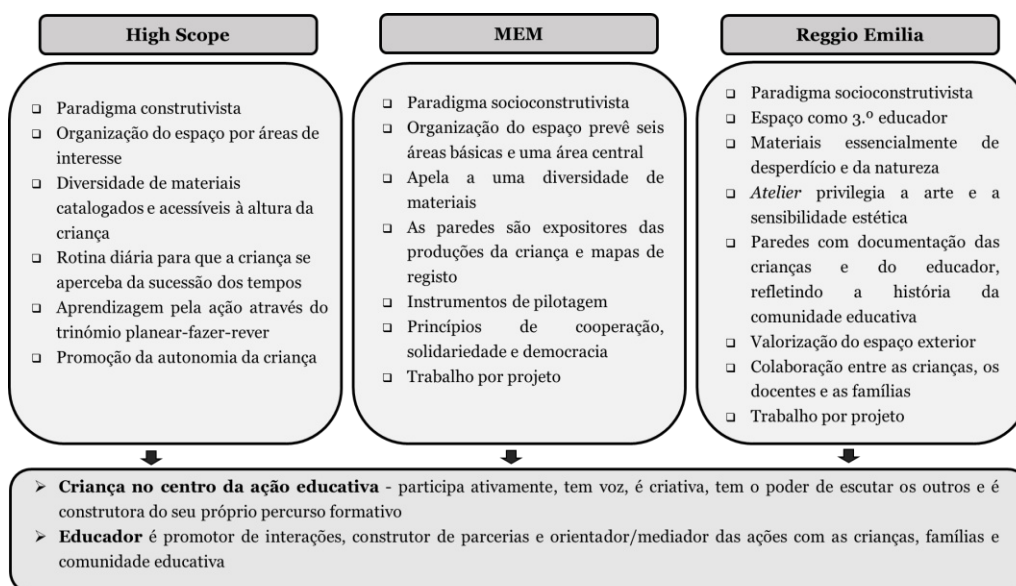 High Scope
❑ Paradigma construtivista
❑ Organização do espaço por áreas de
interesse
❑ Diversidade de materiais
catalogados e acessíveis à altura da
criança
❑ Rotina diária para que a criança se
aperceba da sucessão dos tempos
❑ Aprendizagem pela ação através do
trinómio planear-fazer-rever
❑ Promoção da autonomia da criança
MEM
❑ Paradigma socioconstrutivista
❑ Organização do espaço prevê seis
áreas básicas e uma área central
❑ Apela a uma diversidade de
materiais
❑ As paredes são expositores das
produções da criança e mapas de
registo
❑ Instrumentos de pilotagem
❑ Princípios de cooperação,
solidariedade e democracia
❑ Trabalho por projeto
Reggio Emilia
❑ Paradigma socioconstrutivista
❑ Espaço como 3.º educador
❑ Materiais essencialmente de
desperdício e da natureza
❑ Atelier privilegia a arte e a
sensibilidade estética
❑ Paredes com documentação das
crianças e do educador,
refletindo a história da
comunidade educativa
❑ Valorização do espaço exterior
❑ Colaboração entre as crianças, os
docentes e as famílias
❑ Trabalho por projeto
➢ Criança no centro da ação educativa - participa ativamente, tem voz, é criativa, tem o poder de escutar os outros e é
construtora do seu próprio percurso formativo
➢ Educador é promotor de interações, construtor de parcerias e orientador/mediador das ações com as crianças, famílias e
comunidade educativa